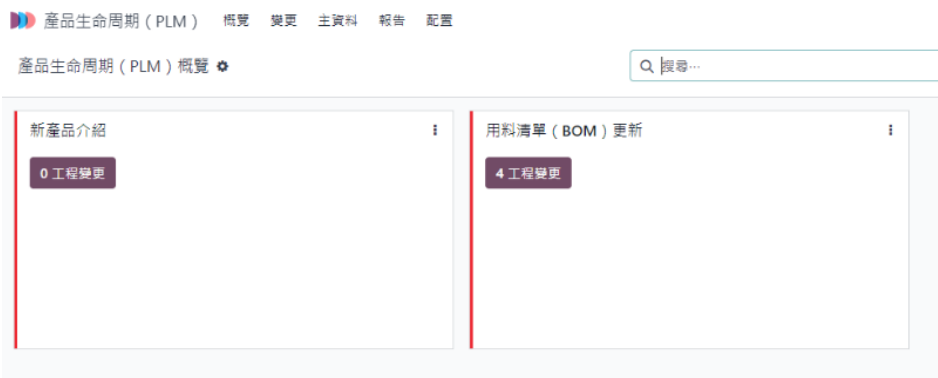 產品生命周期（PLM） 概覽 變更 主資料 報告 配置
產品生命周期（PLM）概覽
搜尋...
新產品介紹
用料清單（BOM）更新
0 工程變更
4 工程變更